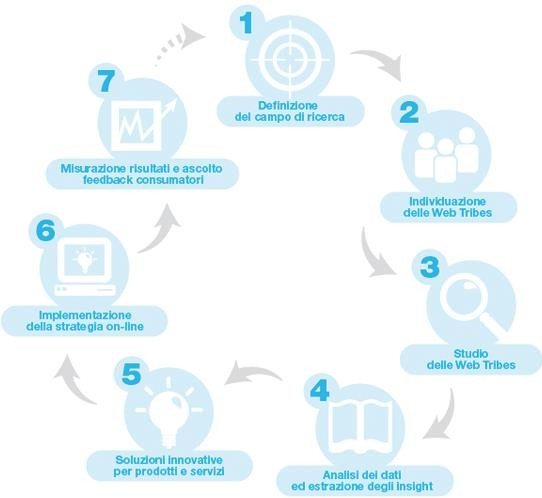 1
Definizione
del campo di ricerca
2
Individuazione
delle Web Tribes
3
Studio
delle Web Tribes
4
Analisi dei dati
ed estrazione degli insight
5
Soluzioni innovative
per prodotti e servizi
6
Implementazione
della strategia on-line
7
Misurazione risultati e ascolto
feedback consumatori